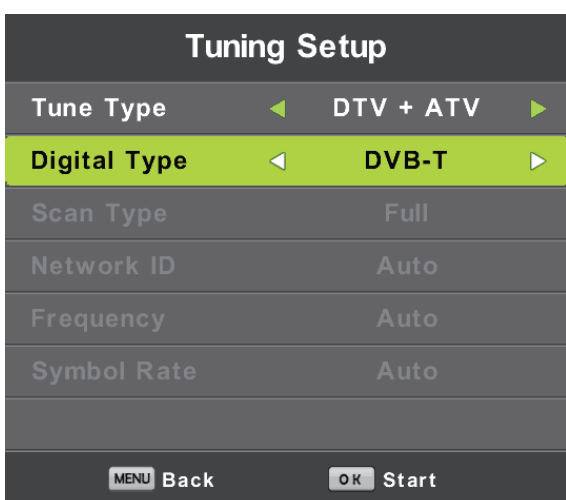 Tuning Setup
Tune Type DTV + ATV
Digital Type DVB-T
Scan Type Full
Network ID Auto
Frequency Auto
Symbol Rate Auto
MENU Back OK Start